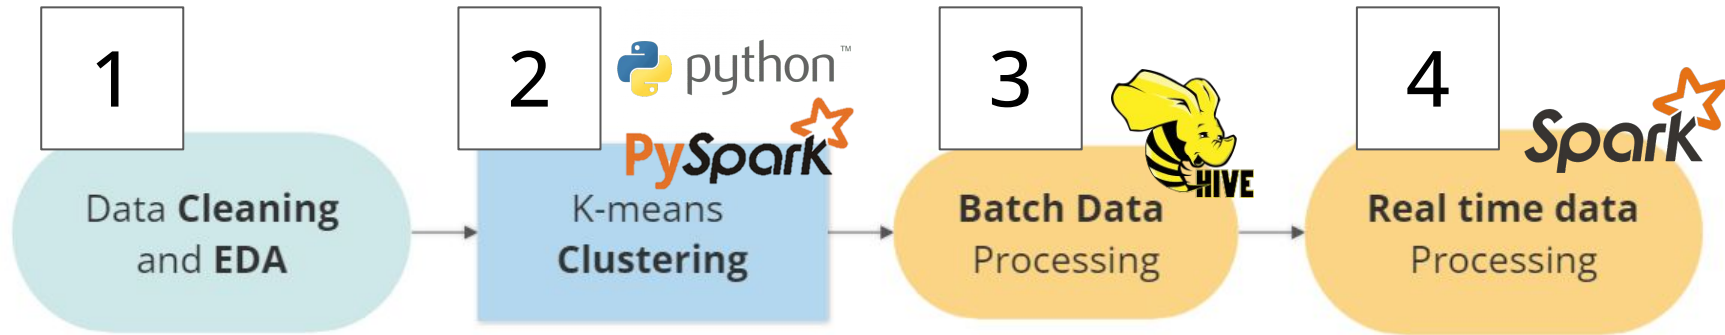 1
Data Cleaning
and EDA
2
python™
PySpark
K-means
Clustering
3
HIVE
Batch Data
Processing
4
Spark
Real time data
Processing